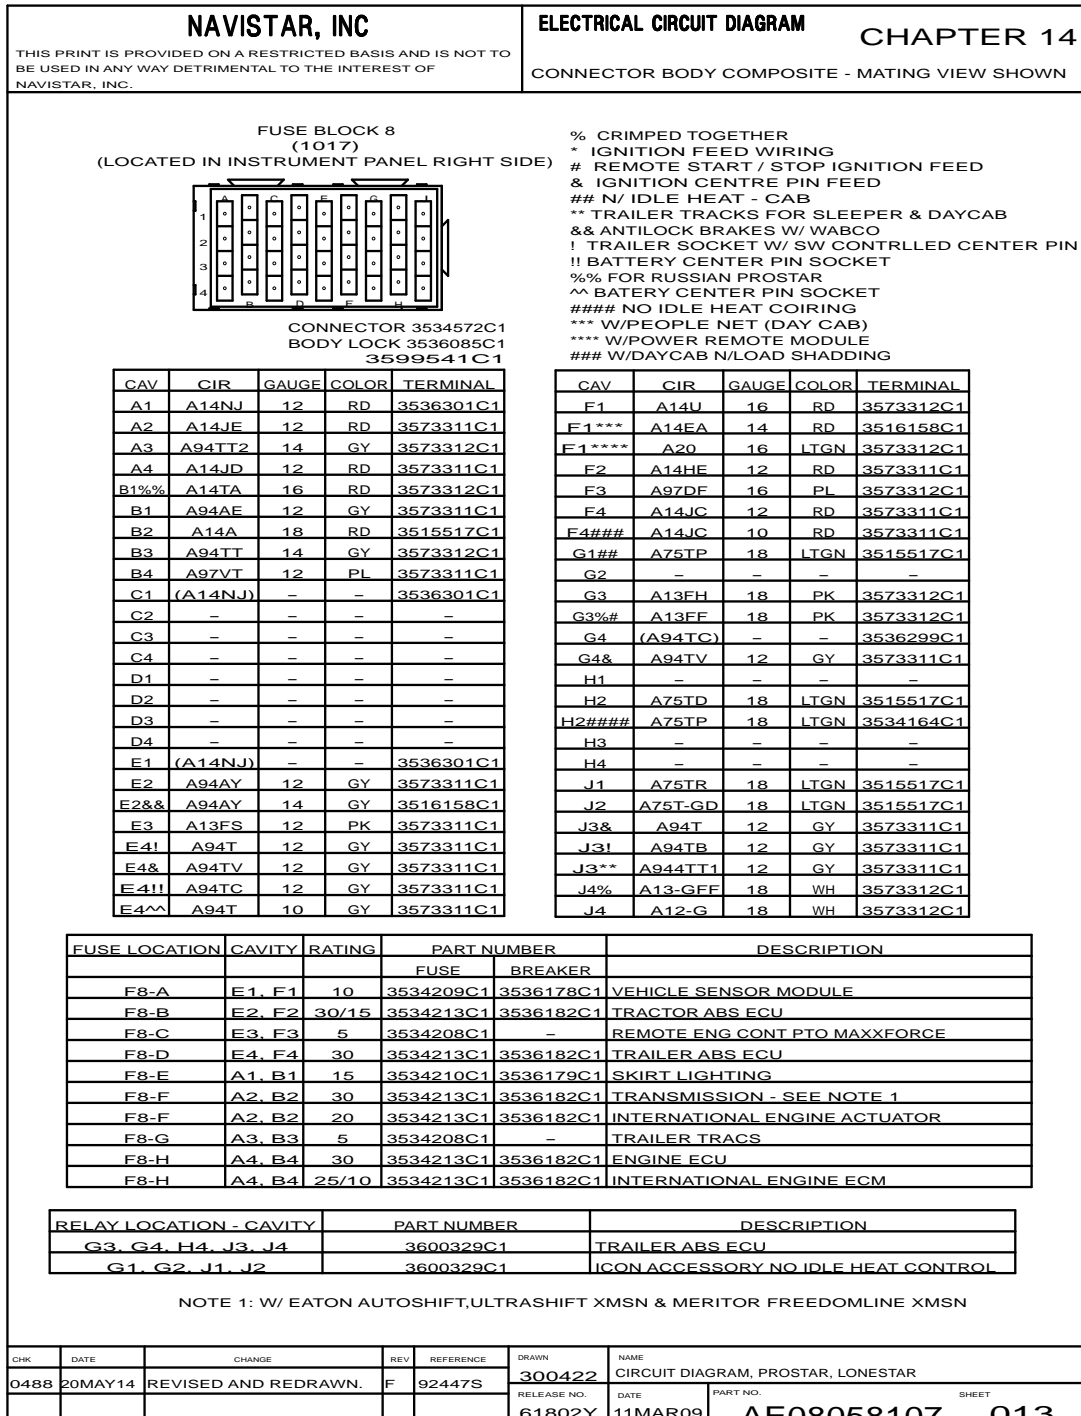 NAVISTAR, INC
THIS PRINT IS PROVIDED ON A RESTRICTED BASIS AND IS NOT TO
BE USED IN ANY WAY DETRIMENTAL TO THE INTEREST OF
NAVISTAR, INC.
ELECTRICAL CIRCUIT DIAGRAM
CHAPTER 14
CONNECTOR BODY COMPOSITE - MATING VIEW SHOWN
FUSE BLOCK 8
(1017)
(LOCATED IN INSTRUMENT PANEL RIGHT SIDE)
A C E G I
1
2
3
4
B D F H
CONNECTOR 3534572C1
BODY LOCK 3536085C1
3599541C1
% CRIMPED TOGETHER
* IGNITION FEED WIRING
# REMOTE START / STOP IGNITION FEED
& IGNITION CENTRE PIN FEED
## N/ IDLE HEAT - CAB
** TRAILER TRACKS FOR SLEEPER & DAYCAB
&& ANTILOCK BRAKES W/ WABCO
! TRAILER SOCKET W/ SW CONTRLLED CENTER PIN
!! BATTERY CENTER PIN SOCKET
%% FOR RUSSIAN PROSTAR
^^ BATERY CENTER PIN SOCKET
#### NO IDLE HEAT COIRING
*** W/PEOPLE NET (DAY CAB)
**** W/POWER REMOTE MODULE
### W/DAYCAB N/LOAD SHADDING
CAV CIR GAUGE COLOR TERMINAL
A1 A14NJ 12 RD 3536301C1
A2 A14JE 12 RD 3573311C1
A3 A94TT2 14 GY 3573312C1
A4 A14JD 12 RD 3573311C1
B1%% A14TA 16 RD 3573312C1
B1 A94AE 12 GY 3573311C1
B2 A14A 18 RD 3515517C1
B3 A94TT 14 GY 3573312C1
B4 A97VT 12 PL 3573311C1
C1 (A14NJ) – – 3536301C1
C2 – – – –
C3 – – – –
C4 – – – –
D1 – – – –
D2 – – – –
D3 – – – –
D4 – – – –
E1 (A14NJ) – – 3536301C1
E2 A94AY 12 GY 3573311C1
E2&& A94AY 14 GY 3516158C1
E3 A13FS 12 PK 3573311C1
E4! A94T 12 GY 3573311C1
E4& A94TV 12 GY 3573311C1
E4!! A94TC 12 GY 3573311C1
E4^^ A94T 10 GY 3573311C1
CAV CIR GAUGE COLOR TERMINAL
F1 A14U 16 RD 3573312C1
F1*** A14EA 14 RD 3516158C1
F1**** A20 16 LTGN 3573312C1
F2 A14HE 12 RD 3573311C1
F3 A97DF 16 PL 3573312C1
F4 A14JC 12 RD 3573311C1
F4### A14JC 10 RD 3573311C1
G1## A75TP 18 LTGN 3515517C1
G2 – – – –
G3 A13FH 18 PK 3573312C1
G3%# A13FF 18 PK 3573312C1
G4 (A94TC) – – 3536299C1
G4& A94TV 12 GY 3573311C1
H1 – – – –
H2 A75TD 18 LTGN 3515517C1
H2#### A75TP 18 LTGN 3534164C1
H3 – – – –
H4 – – – –
J1 A75TR 18 LTGN 3515517C1
J2 A75T-GD 18 LTGN 3515517C1
J3& A94T 12 GY 3573311C1
J3! A94TB 12 GY 3573311C1
J3** A944TT1 12 GY 3573311C1
J4% A13-GFF 18 WH 3573312C1
J4 A12-G 18 WH 3573312C1
FUSE LOCATION CAVITY RATING PART NUMBER DESCRIPTION
FUSE BREAKER
F8-A E1, F1 10 3534209C1 3536178C1 VEHICLE SENSOR MODULE
F8-B E2, F2 30/15 3534213C1 3536182C1 TRACTOR ABS ECU
F8-C E3, F3 5 3534208C1 – REMOTE ENG CONT PTO MAXXFORCE
F8-D E4, F4 30 3534213C1 3536182C1 TRAILER ABS ECU
F8-E A1, B1 15 3534210C1 3536179C1 SKIRT LIGHTING
F8-F A2, B2 30 3534213C1 3536182C1 TRANSMISSION - SEE NOTE 1
F8-F A2, B2 20 3534213C1 3536182C1 INTERNATIONAL ENGINE ACTUATOR
F8-G A3, B3 5 3534208C1 – TRAILER TRACS
F8-H A4, B4 30 3534213C1 3536182C1 ENGINE ECU
F8-H A4, B4 25/10 3534213C1 3536182C1 INTERNATIONAL ENGINE ECM
RELAY LOCATION - CAVITY PART NUMBER DESCRIPTION
G3, G4, H4, J3, J4 3600329C1 TRAILER ABS ECU
G1, G2, J1, J2 3600329C1 ICON ACCESSORY NO IDLE HEAT CONTROL
NOTE 1: W/ EATON AUTOSHIFT,ULTRASHIFT XMSN & MERITOR FREEDOMLINE XMSN
CHK DATE CHANGE REV REFERENCE
0488 20MAY14 REVISED AND REDRAWN. F 92447S
DRAWN NAME
300422 CIRCUIT DIAGRAM, PROSTAR, LONESTAR
RELEASE NO. DATE PART NO. SHEET
61802Y 11MAR09 AE08058107 013